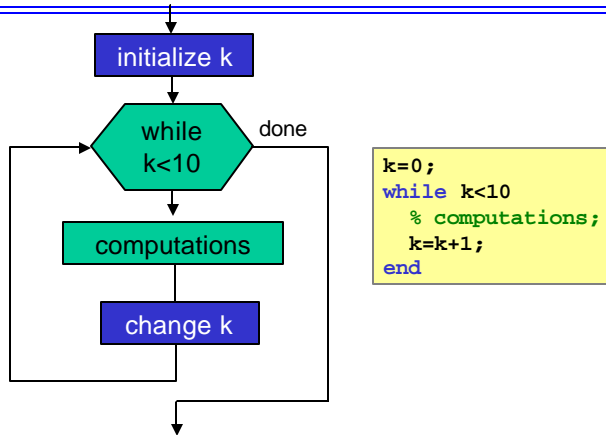 initialize k
while
k<10
done
computations
change k
k=0;
while k<10
% computations;
k=k+1;
end